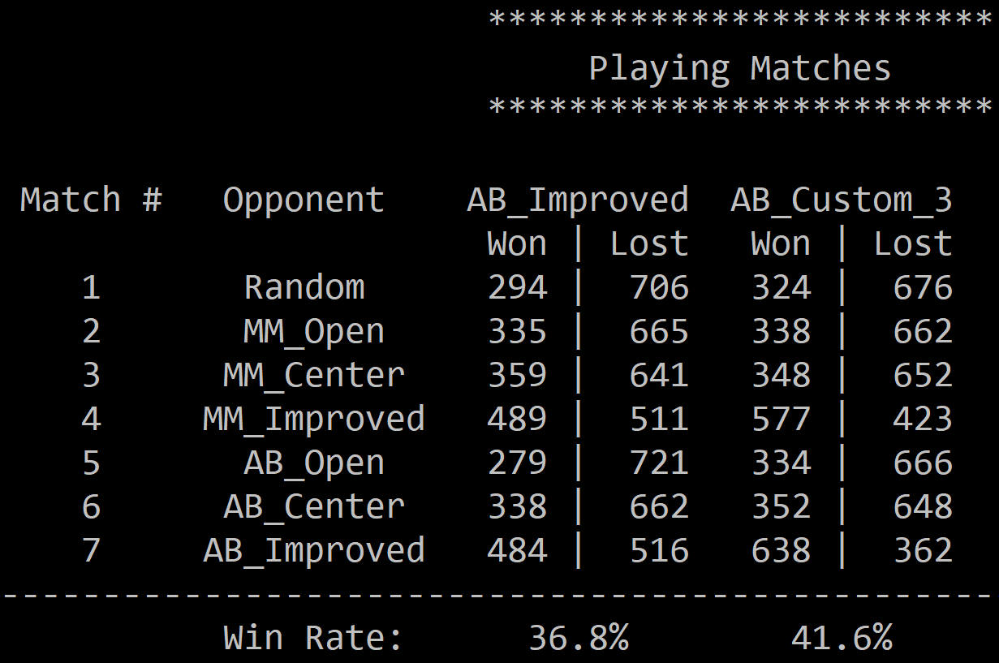 *************************
Playing Matches
*************************
Match # Opponent AB_Improved AB_Custom_3
Won | Lost Won | Lost
1 Random 294 | 706 324 | 676
2 MM_Open 335 | 665 338 | 662
3 MM_Center 359 | 641 348 | 652
4 MM_Improved 489 | 511 577 | 423
5 AB_Open 279 | 721 334 | 666
6 AB_Center 338 | 662 352 | 648
7 AB_Improved 484 | 516 638 | 362
-------------------------------------------------
Win Rate: 36.8% 41.6%